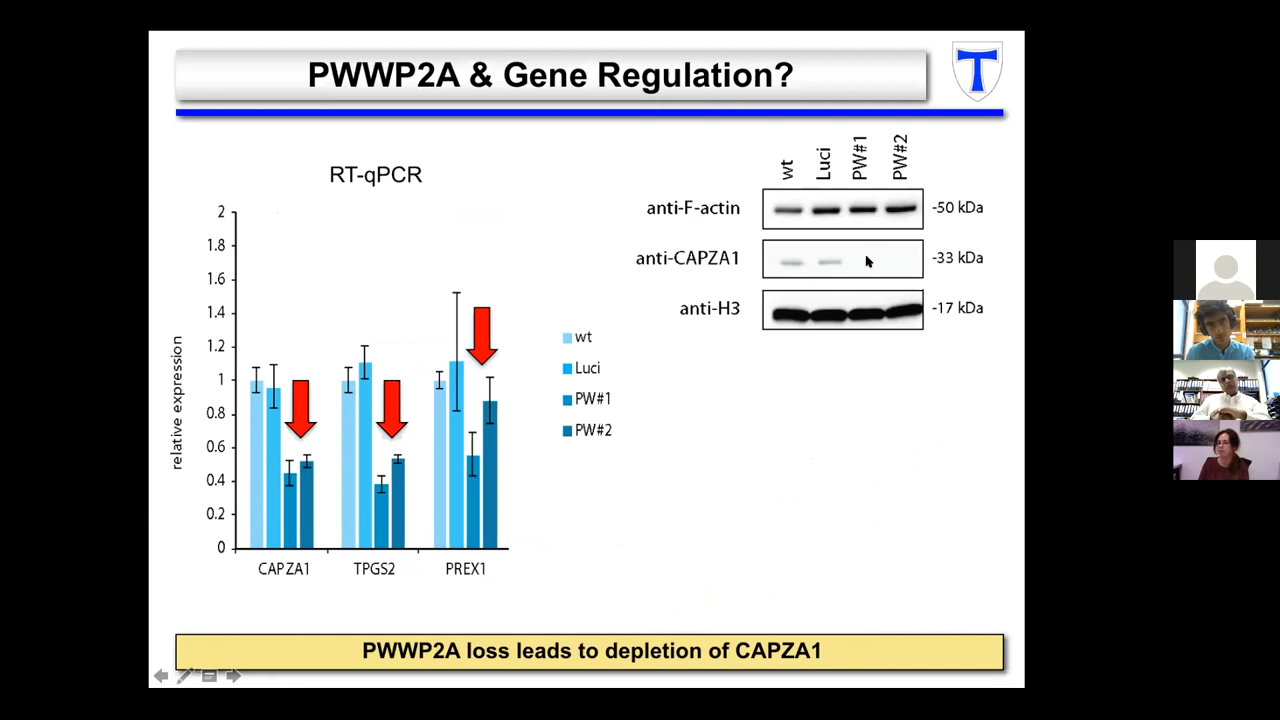 PWWP2A & Gene Regulation?
RT-qPCR
relative expression
2
1.8
1.6
1.4
1.2
1
0.8
0.6
0.4
0.2
0
CAPZA1 TPGS2 PREX1
wt
Luci
PW#1
PW#2
wt Luci PW#1 PW#2
anti-F-actin -50 kDa
anti-CAPZA1 -33 kDa
anti-H3 -17 kDa
PWWP2A loss leads to depletion of CAPZA1